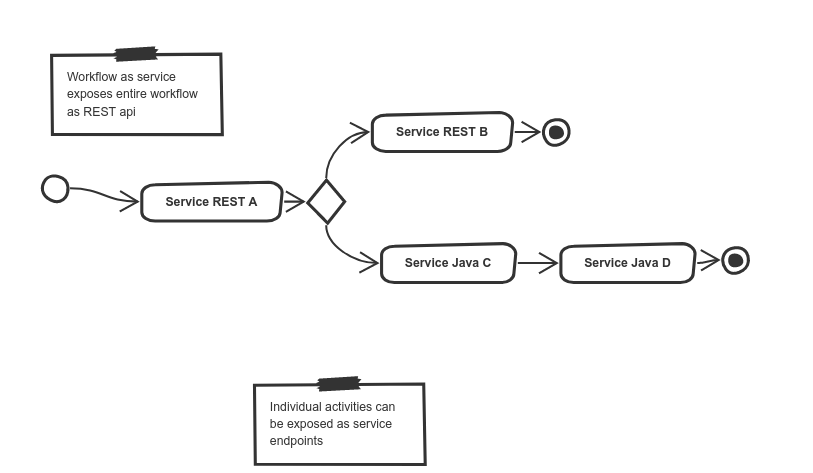 Workflow as service
exposes entire workflow
as REST api
Service REST B
Service REST A
Service Java C
Service Java D
Individual activities can
be exposed as service
endpoints